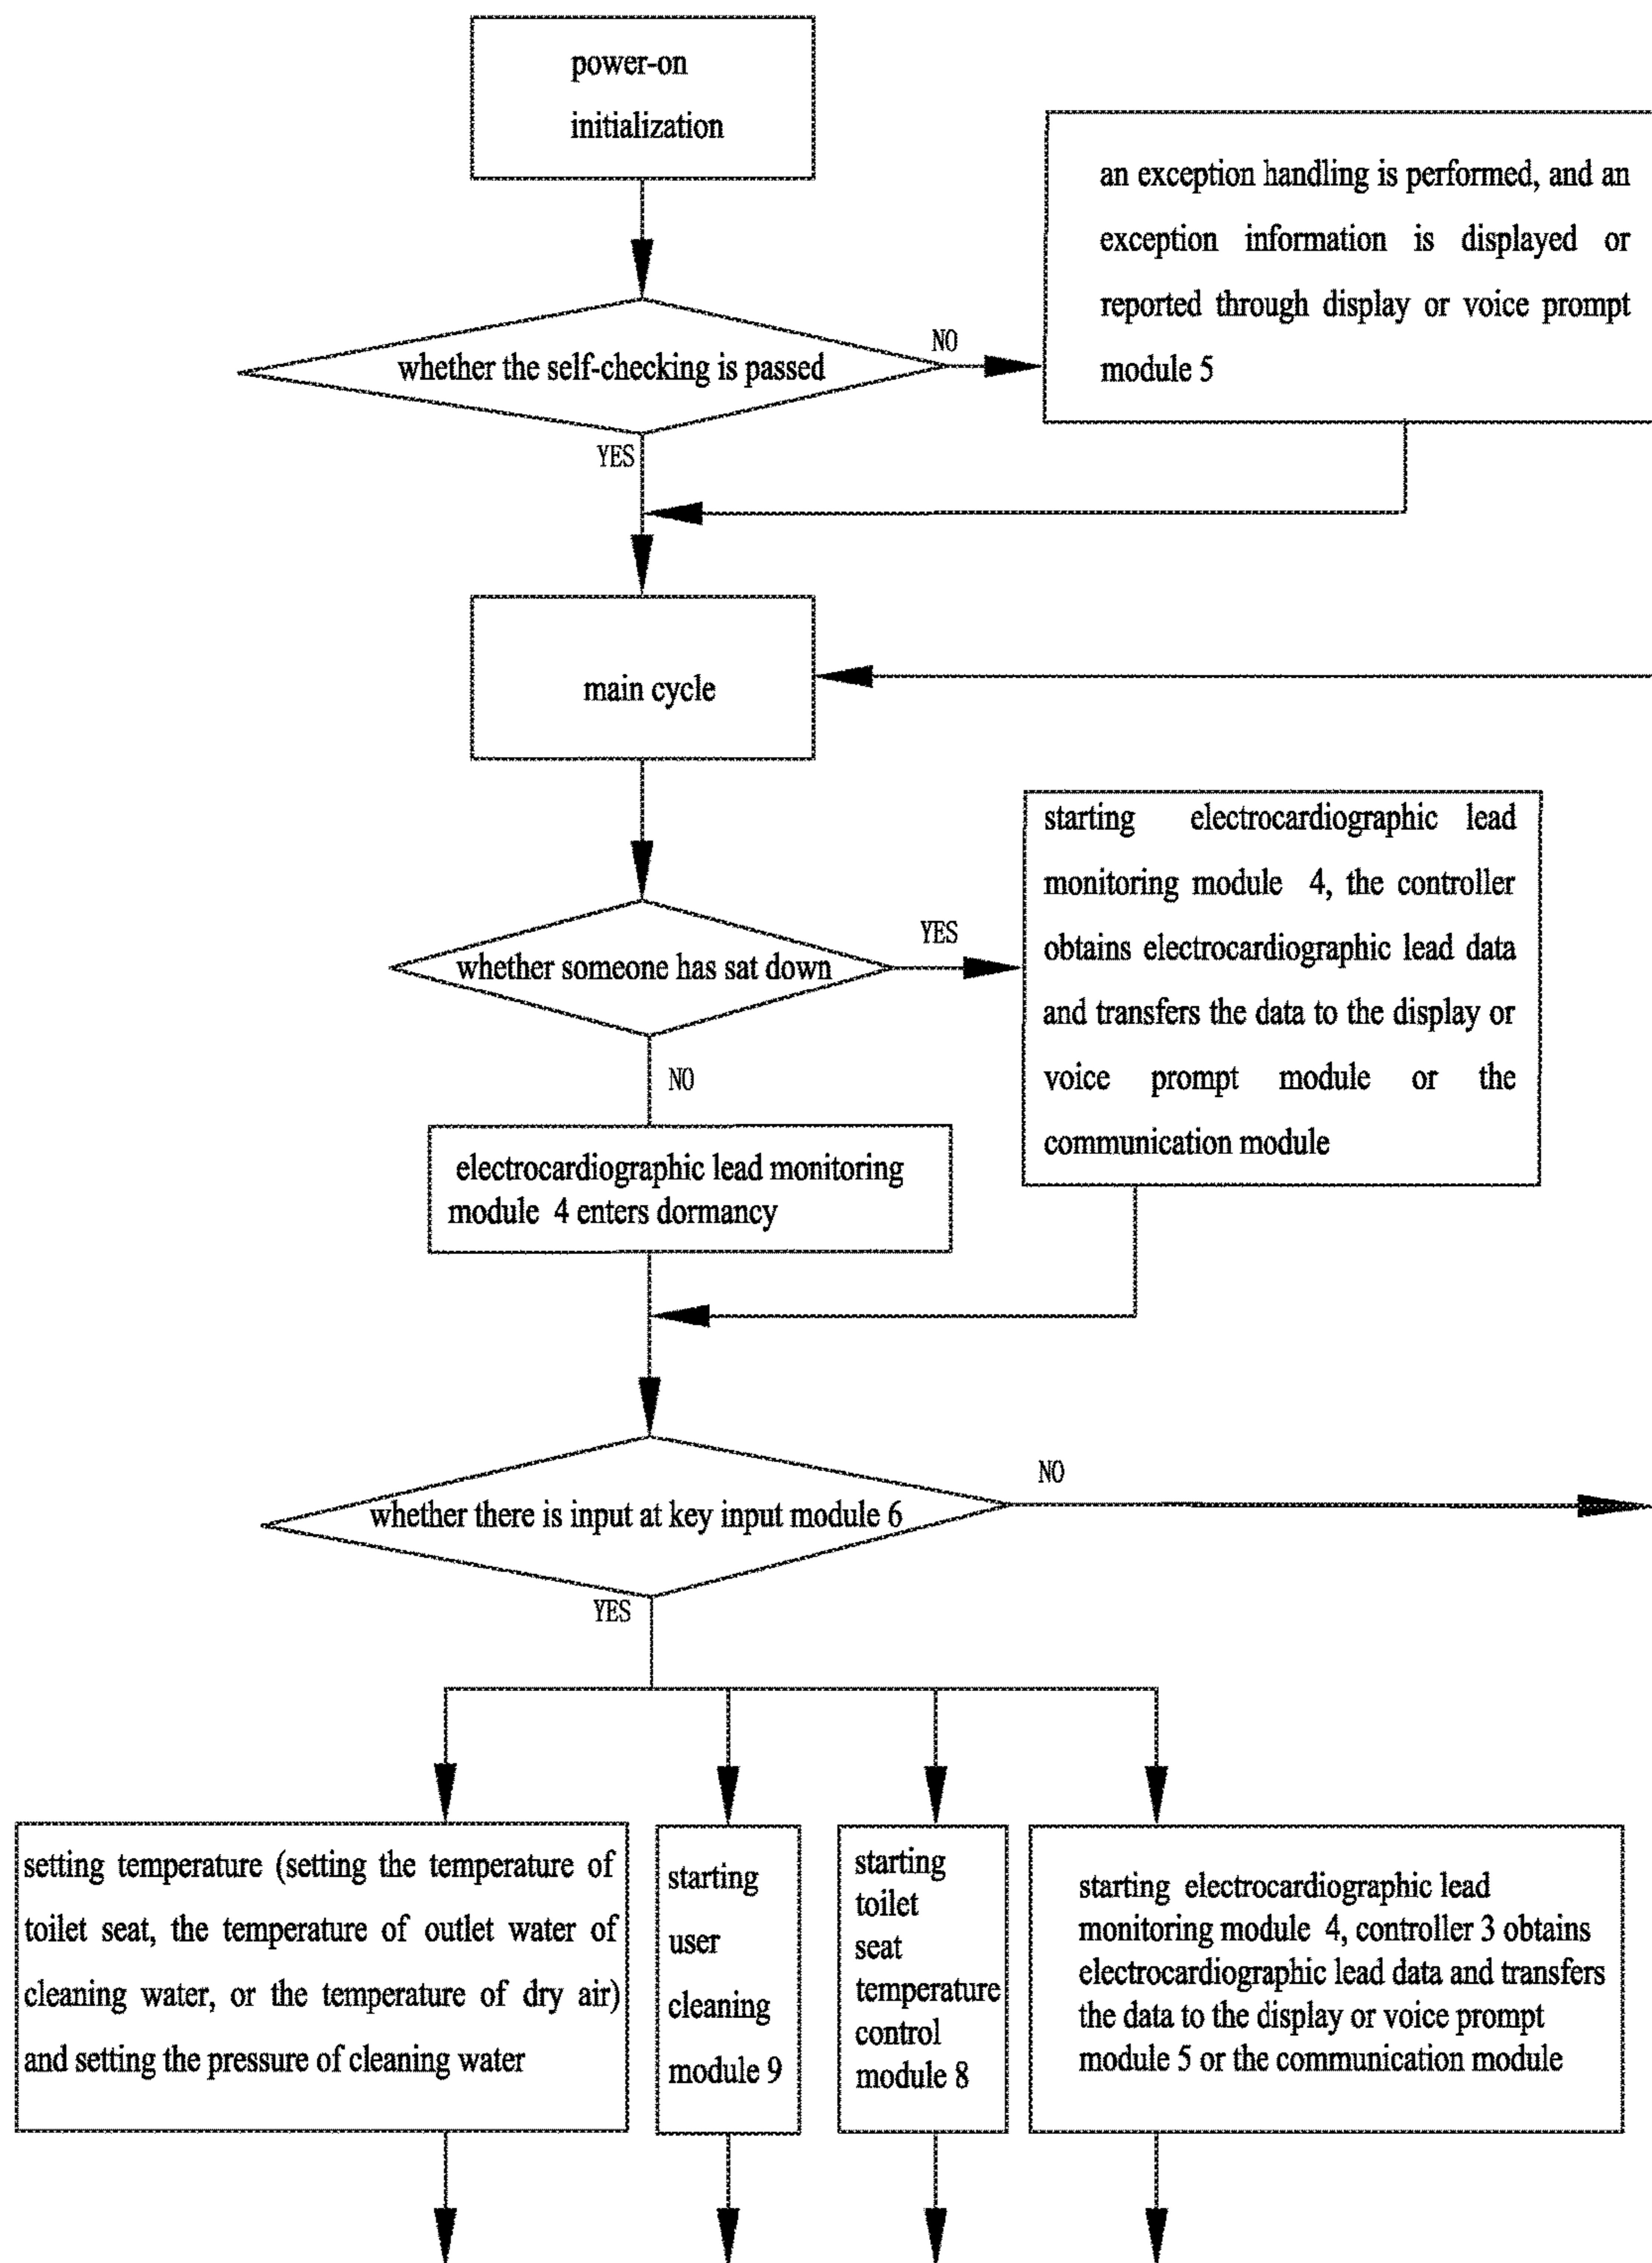 power-on
initialization
an exception handling is performed, and an
exception information is displayed or
reported through display or voice prompt
module 5
whether the self-checking is passed
NO
YES
main cycle
whether someone has sat down
YES
starting electrocardiographic lead
monitoring module 4, the controller
obtains electrocardiographic lead data
and transfers the data to the display or
voice prompt module or the
communication module
NO
electrocardiographic lead monitoring
module 4 enters dormancy
whether there is input at key input module 6
NO
YES
setting temperature (setting the temperature of
toilet seat, the temperature of outlet water of
cleaning water, or the temperature of dry air)
and setting the pressure of cleaning water
starting
user
cleaning
module 9
starting
toilet
seat
temperature
control
module 8
starting electrocardiographic lead
monitoring module 4, controller 3 obtains
electrocardiographic lead data and transfers
the data to the display or voice prompt
module 5 or the communication module